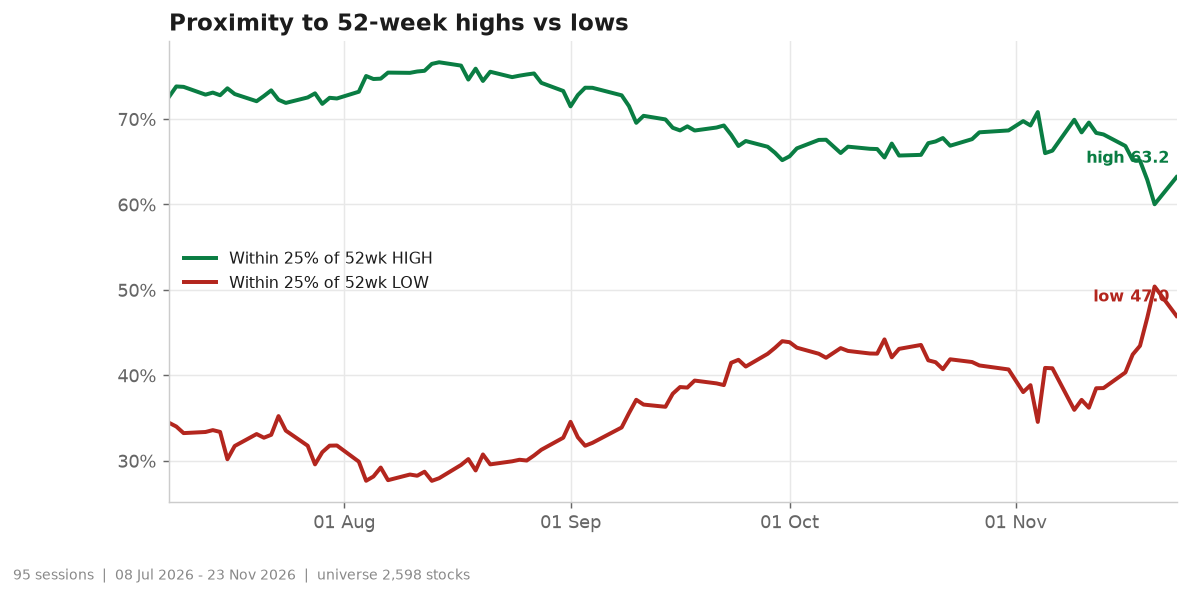 Proximity to 52-week highs vs lows
70%
60%
50%
40%
30%
high 63.2
low 47.0
Within 25% of 52wk HIGH
Within 25% of 52wk LOW
01 Aug
01 Sep
01 Oct
01 Nov
95 sessions | 08 Jul 2026 - 23 Nov 2026 | universe 2,598 stocks